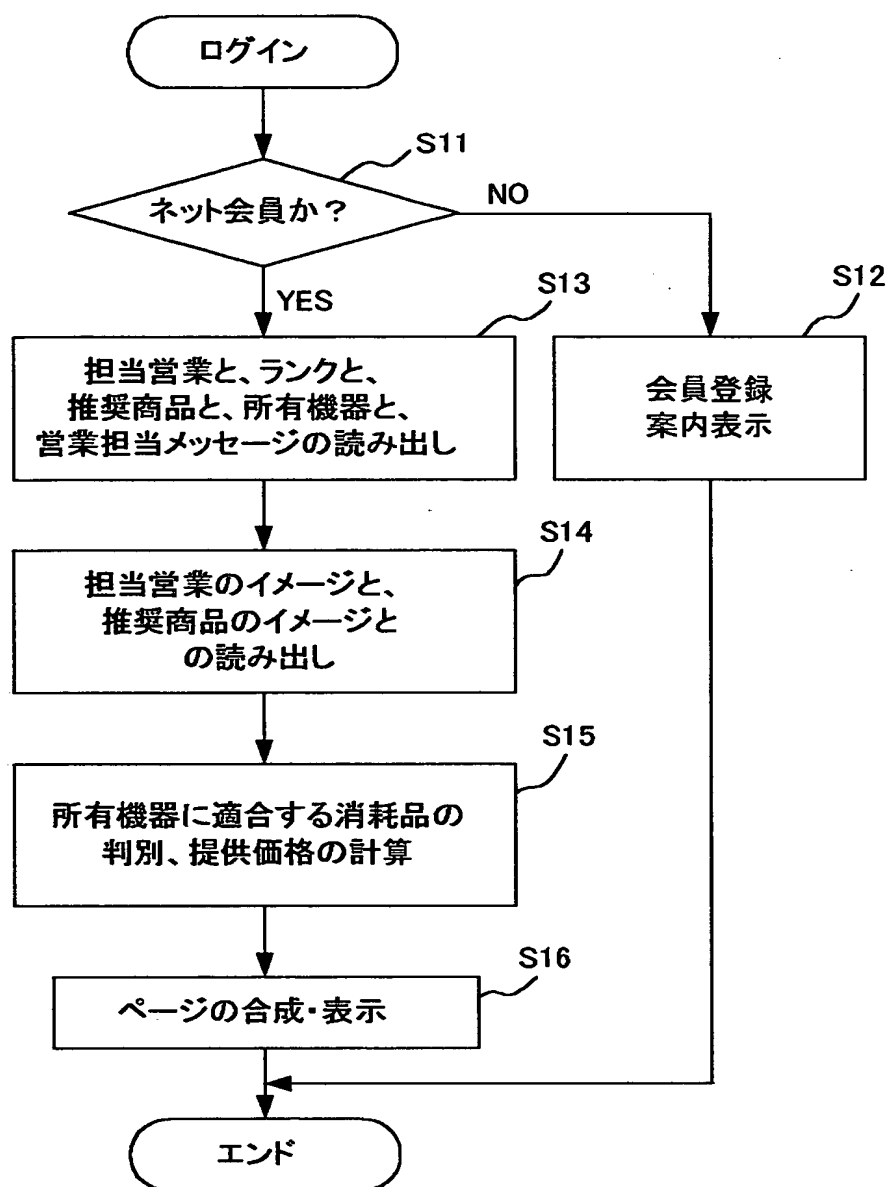 ログイン
S11
ネット会員か？
NO
YES
S13
S12
担当営業と、ランクと、
推奨商品と、所有機器と、
営業担当メッセージの読み出し
会員登録
案内表示
S14
担当営業のイメージと、
推奨商品のイメージと
の読み出し
S15
所有機器に適合する消耗品の
判別、提供価格の計算
S16
ページの合成・表示
エンド